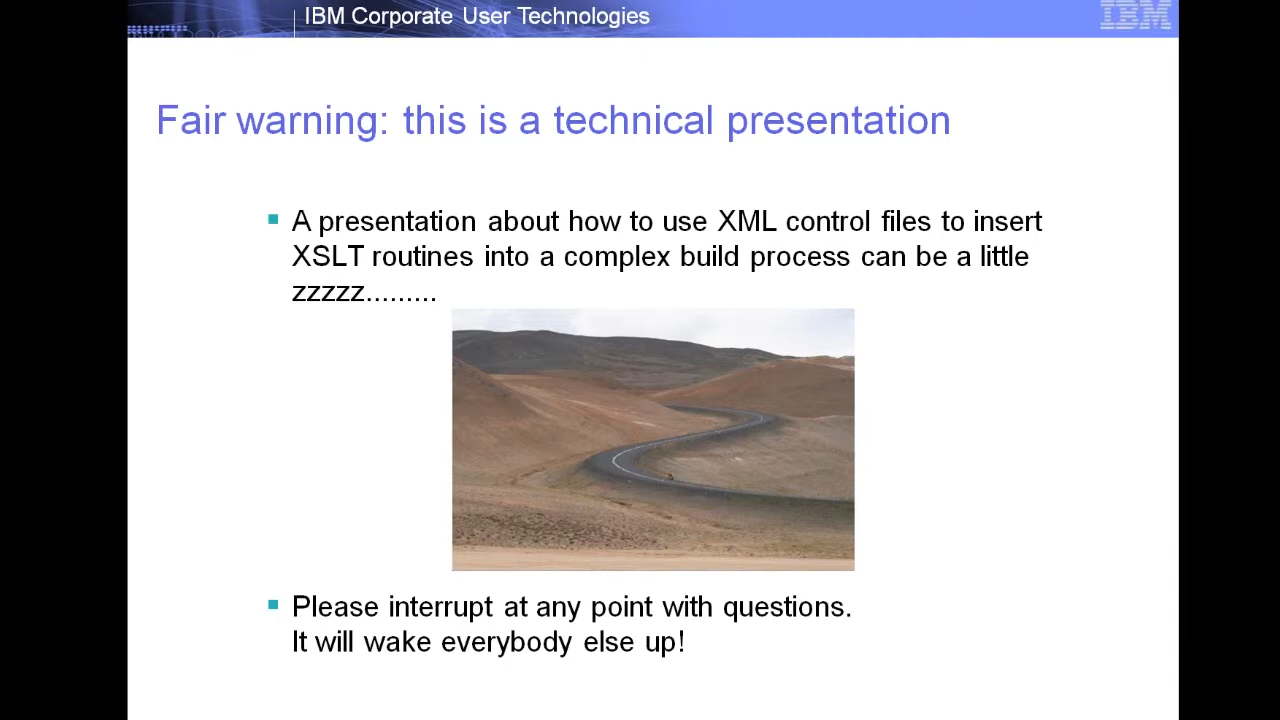 IBM Corporate User Technologies
IBM
Fair warning: this is a technical presentation
A presentation about how to use XML control files to insert
XSLT routines into a complex build process can be a little
zzzzz.........
Please interrupt at any point with questions.
It will wake everybody else up!